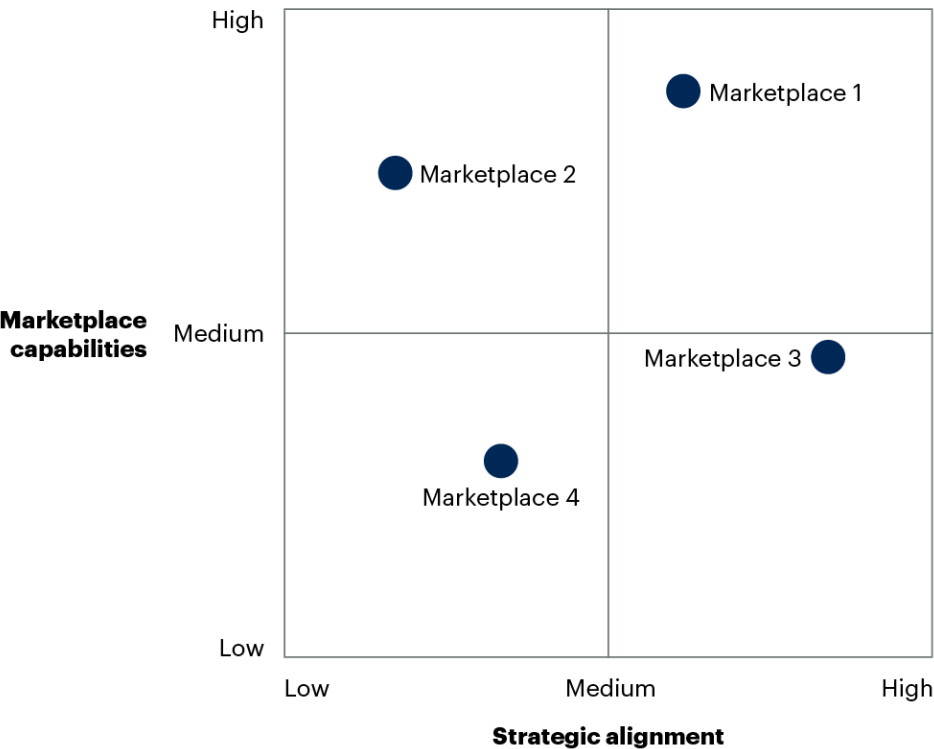 High
Marketplace 1
Marketplace 2
Marketplace
capabilities
Medium
Marketplace 3
Marketplace 4
Low
Low
Medium
High
Strategic alignment